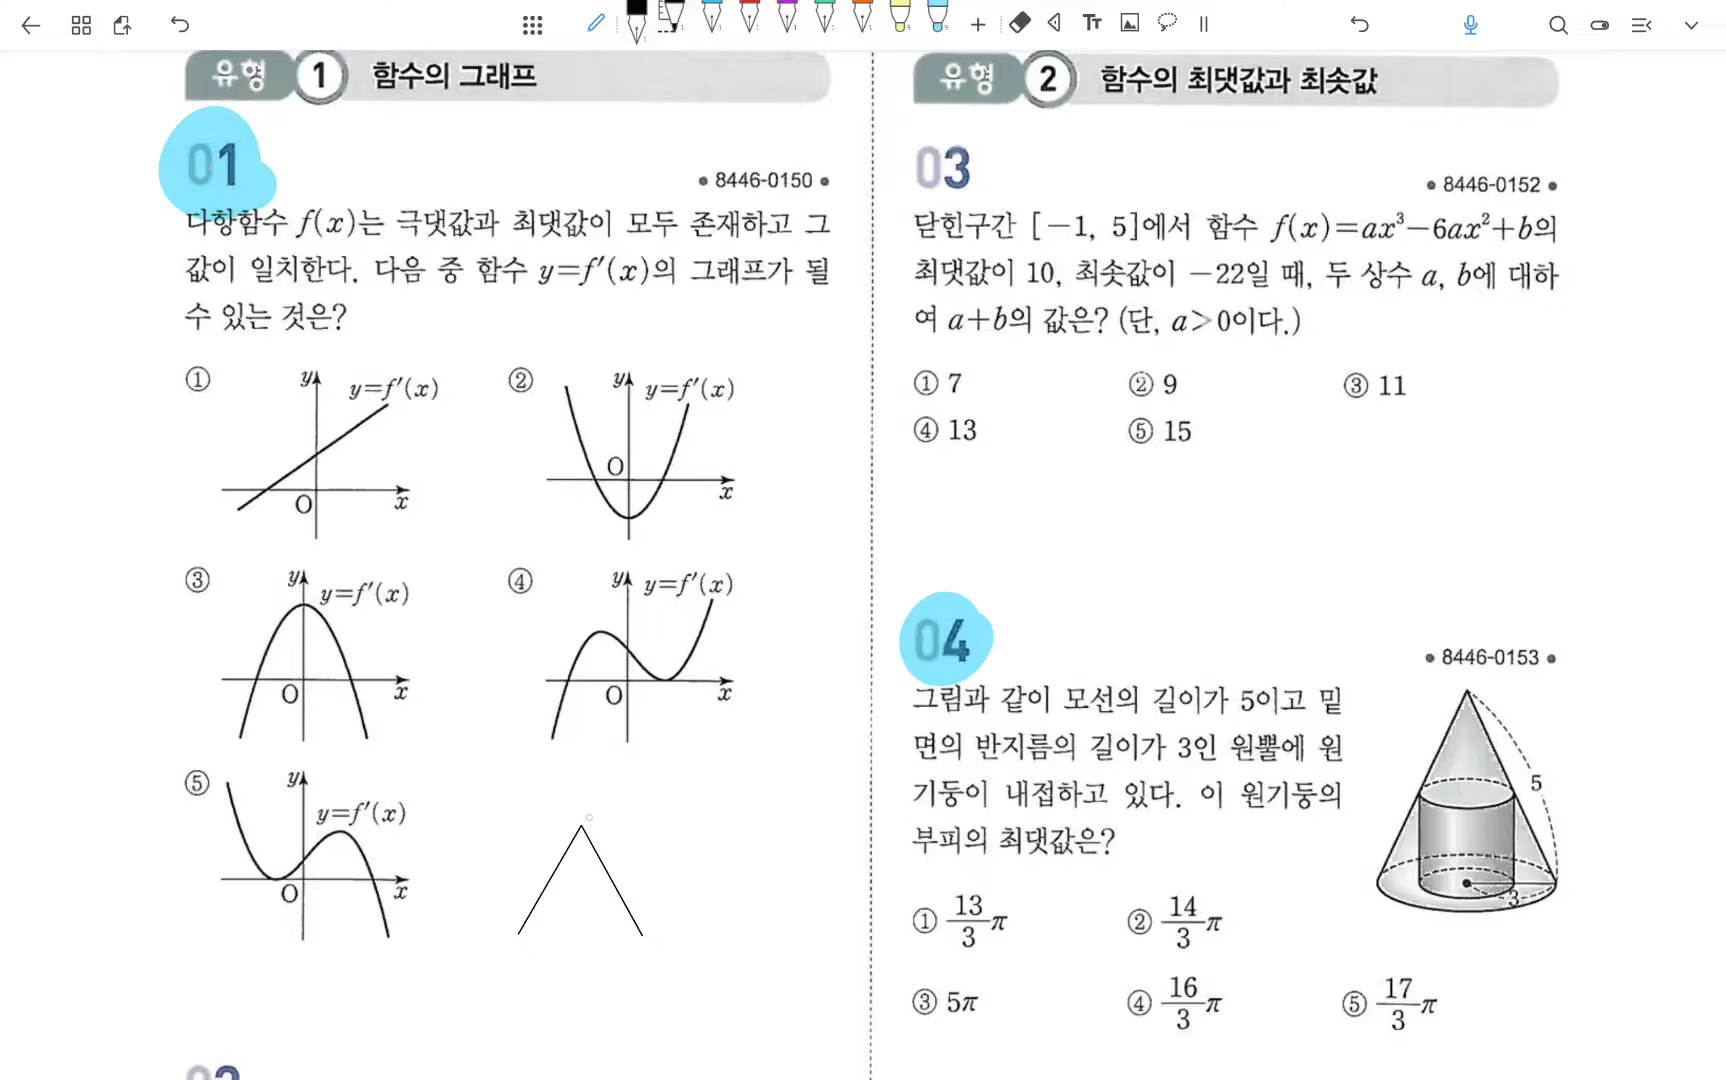 유형 1 함수의 그래프
01
• 8446-0150 •
다항함수 f(x)는 극댓값과 최댓값이 모두 존재하고 그
값이 일치한다. 다음 중 함수 y=f′(x)의 그래프가 될
수 있는 것은?
① y y=f′(x) O x
② y y=f′(x) O x
③ y y=f′(x) O x
④ y y=f′(x) O x
⑤ y y=f′(x) O x
유형 2 함수의 최댓값과 최솟값
03
• 8446-0152 •
닫힌구간 [−1, 5]에서 함수 f(x)=ax³−6ax²+b의
최댓값이 10, 최솟값이 −22일 때, 두 상수 a, b에 대하
여 a+b의 값은? (단, a>0이다.)
① 7 ② 9 ③ 11
④ 13 ⑤ 15
04
• 8446-0153 •
그림과 같이 모선의 길이가 5이고 밑
면의 반지름의 길이가 3인 원뿔에 원
기둥이 내접하고 있다. 이 원기둥의
부피의 최댓값은?
5
3
① 13/3 π ② 14/3 π
③ 5π ④ 16/3 π ⑤ 17/3 π